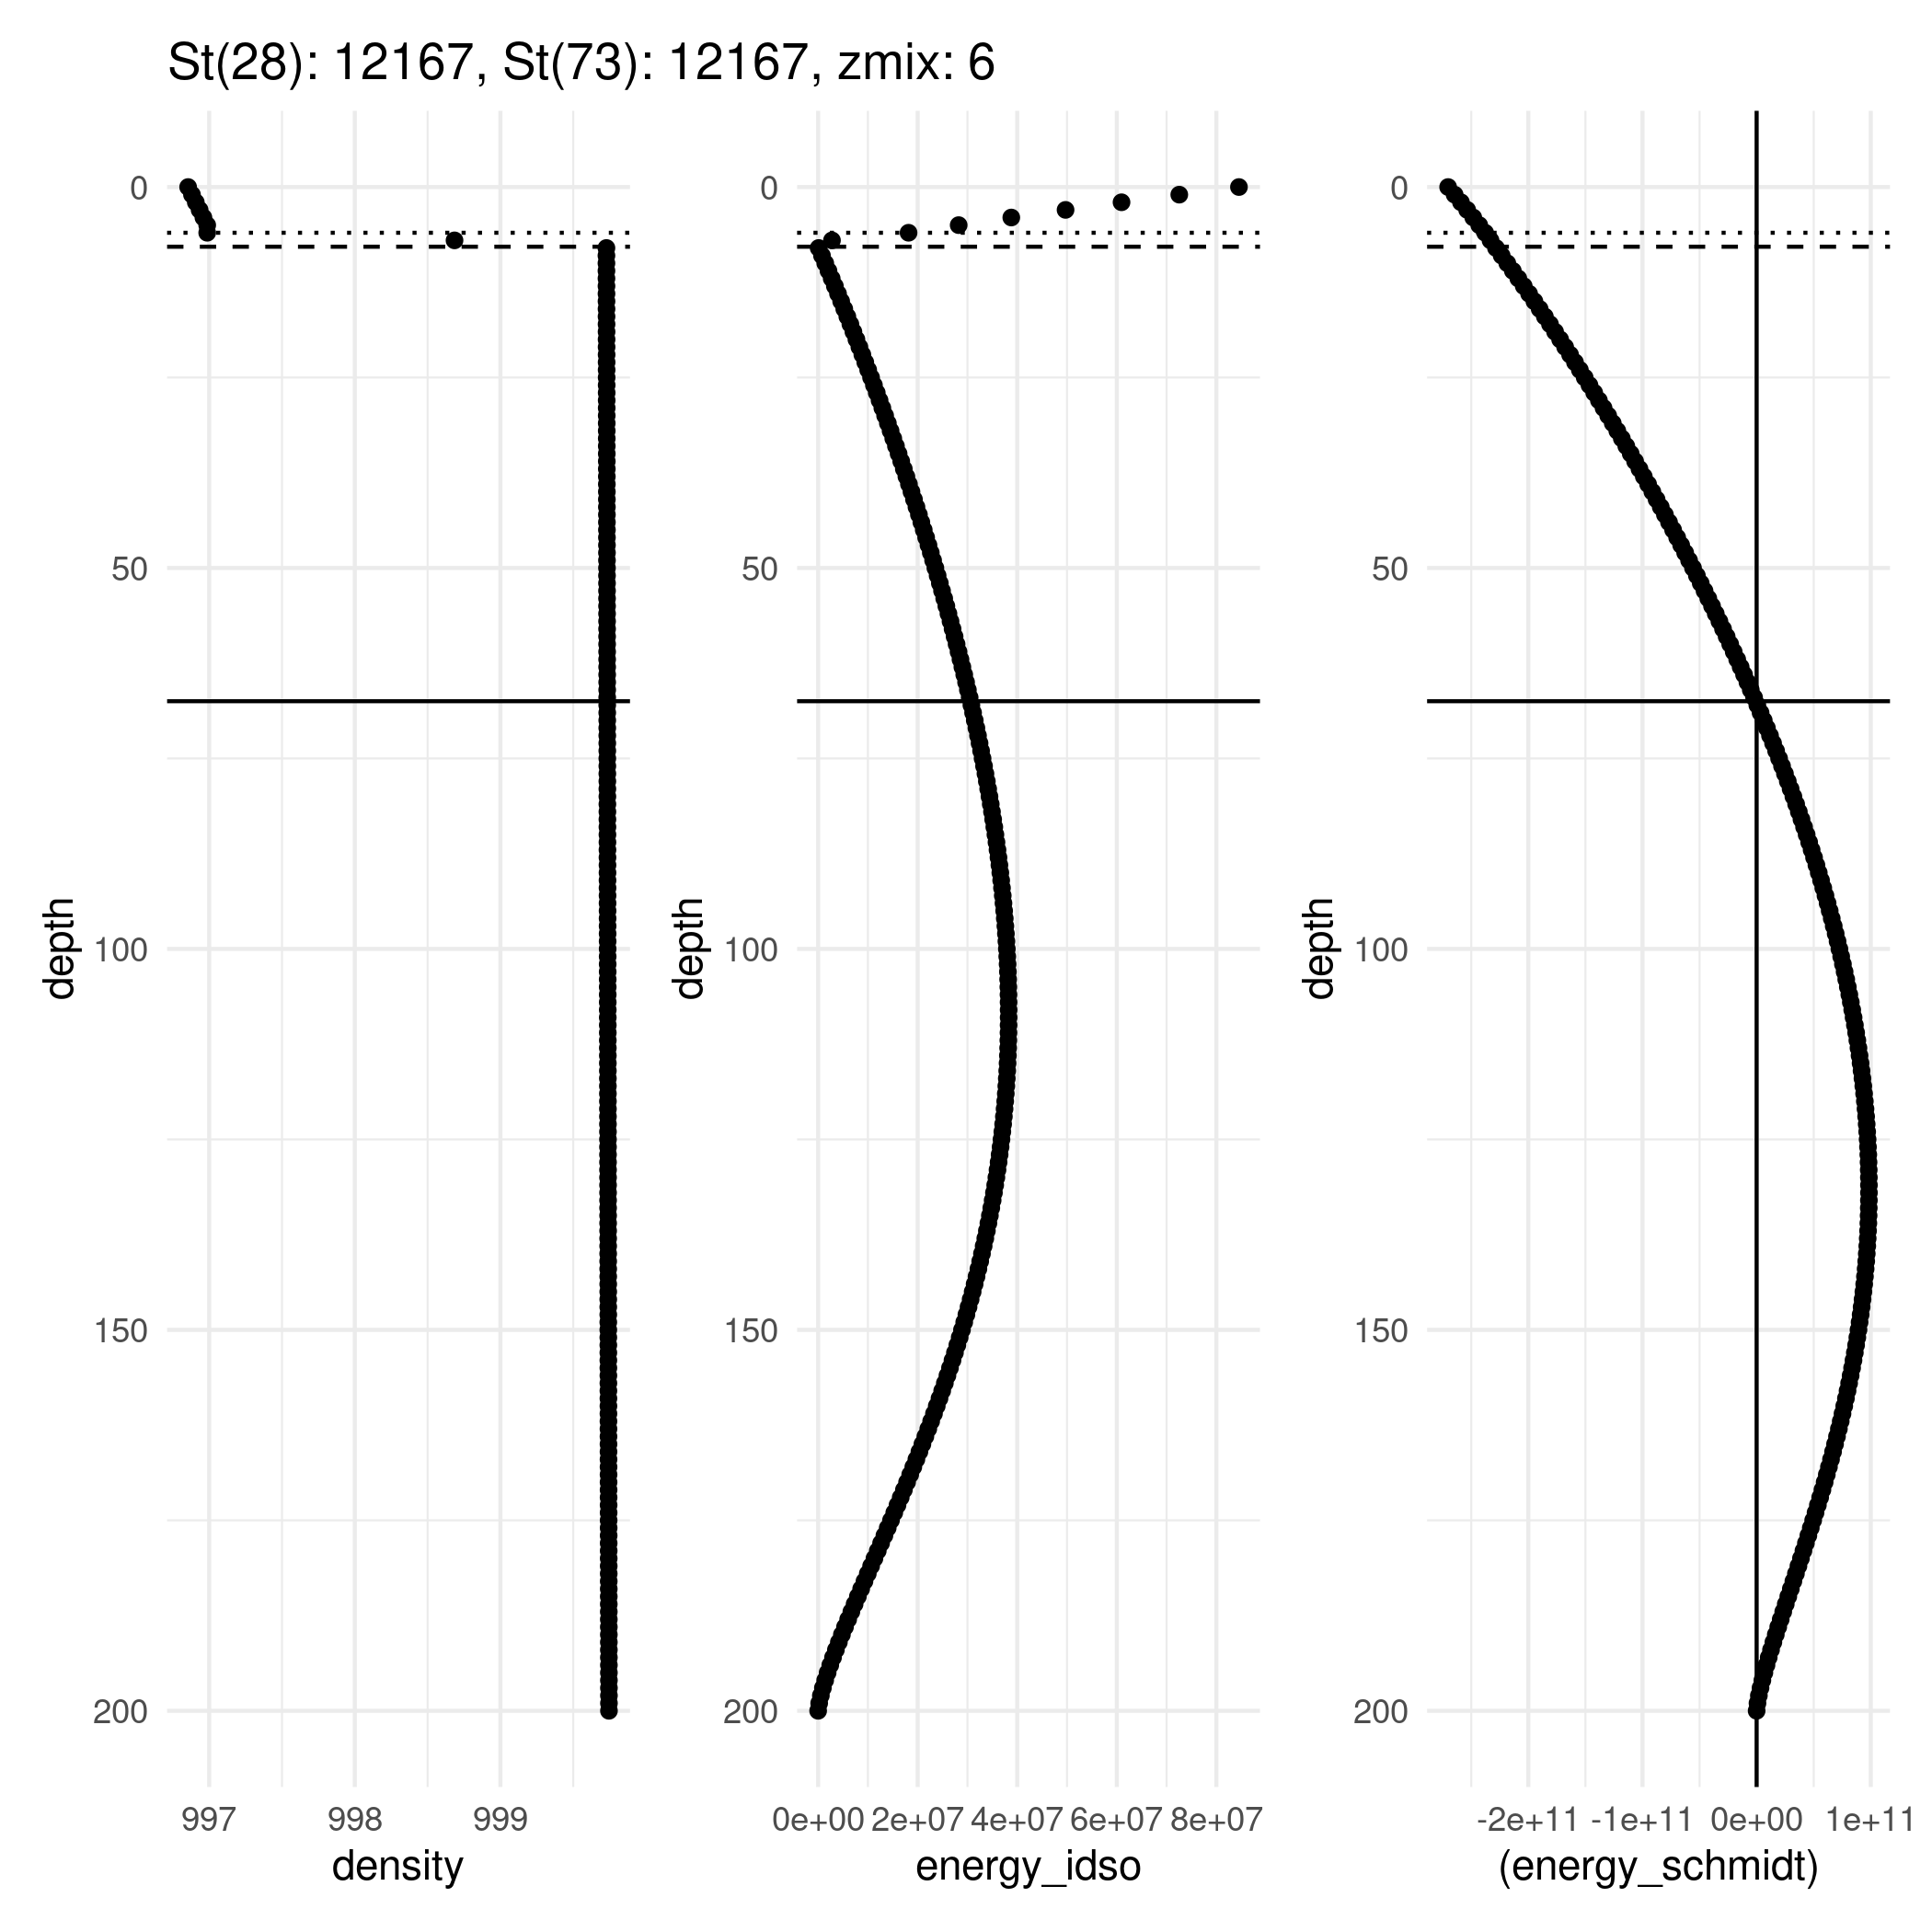 St(28): 12167, St(73): 12167, zmix: 6
0
50
100
150
200
depth
997 998 999
density
0
50
100
150
200
depth
0e+00 2e+07 4e+07 6e+07 8e+07
energy_idso
0
50
100
150
200
depth
-2e+11 -1e+11 0e+00 1e+11
(energy_schmidt)